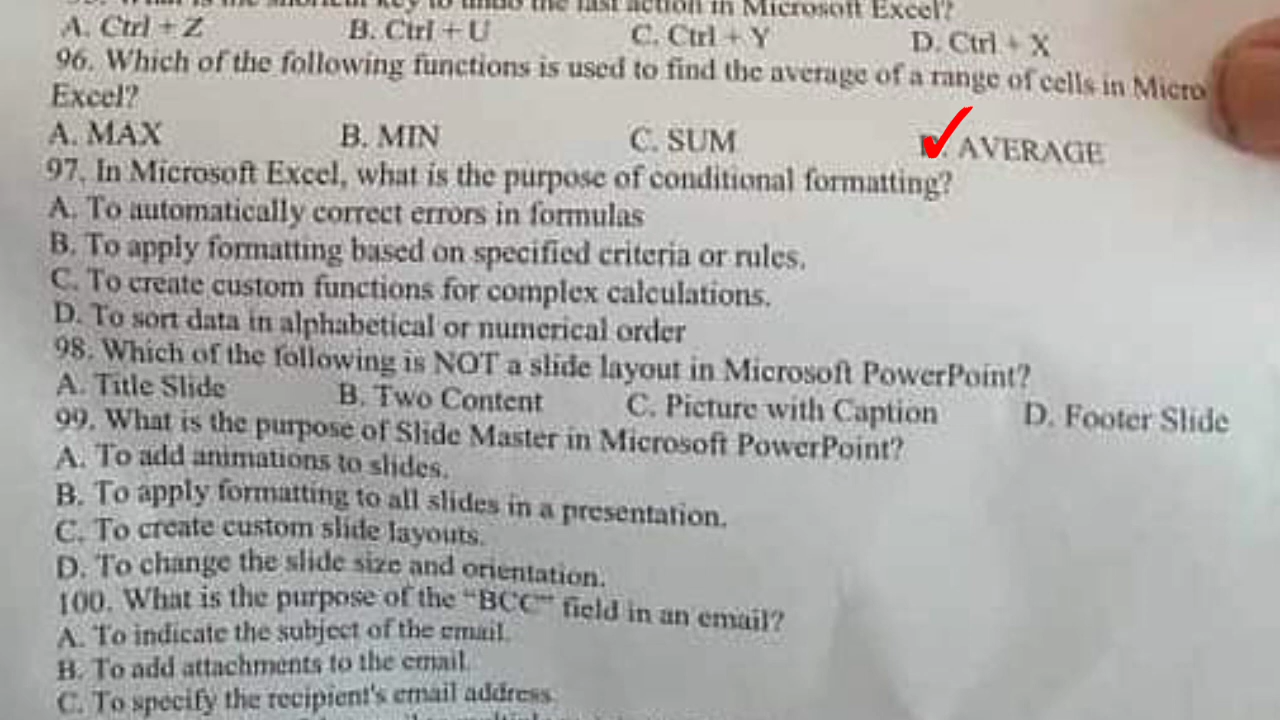 to undo the last action in Microsoft Excel?
A. Ctrl + Z B. Ctrl + U C. Ctrl + Y D. Ctrl + X
96. Which of the following functions is used to find the average of a range of cells in Micro
Excel?
A. MAX B. MIN C. SUM D. AVERAGE
97. In Microsoft Excel, what is the purpose of conditional formatting?
A. To automatically correct errors in formulas
B. To apply formatting based on specified criteria or rules.
C. To create custom functions for complex calculations.
D. To sort data in alphabetical or numerical order
98. Which of the following is NOT a slide layout in Microsoft PowerPoint?
A. Title Slide B. Two Content C. Picture with Caption D. Footer Slide
99. What is the purpose of Slide Master in Microsoft PowerPoint?
A. To add animations to slides.
B. To apply formatting to all slides in a presentation.
C. To create custom slide layouts.
D. To change the slide size and orientation.
100. What is the purpose of the "BCC" field in an email?
A. To indicate the subject of the email.
B. To add attachments to the email.
C. To specify the recipient's email address